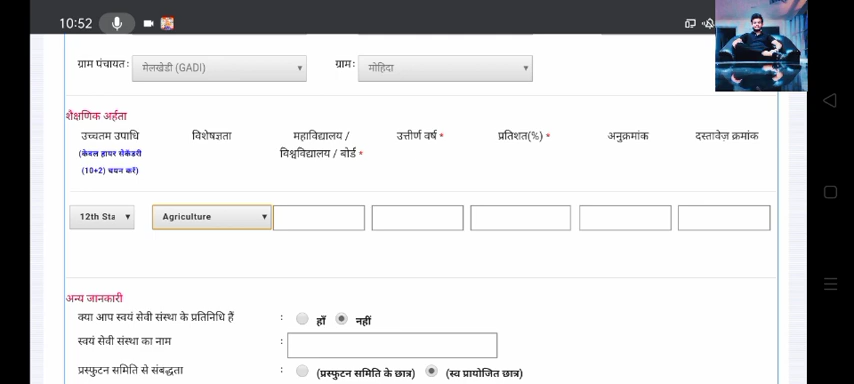 10:52
ग्राम पंचायत : मेलखेडी (GADI) ग्राम: मोहिदा
शैक्षणिक अर्हता
उच्चतम उपाधि विशेषज्ञता महाविद्यालय / उत्तीर्ण वर्ष * प्रतिशत(%) * अनुक्रमांक दस्तावेज़ क्रमांक
(केवल हायर सेकेंडरी विश्वविद्यालय / बोर्ड *
(10+2) चयन करें)
12th Sta Agriculture
अन्य जानकारी
क्या आप स्वयं सेवी संस्था के प्रतिनिधि हैं : हाँ नहीं
स्वयं सेवी संस्था का नाम :
प्रस्फुटन समिति से संबद्धता : (प्रस्फुटन समिति के छात्र) (स्व प्रायोजित छात्र)